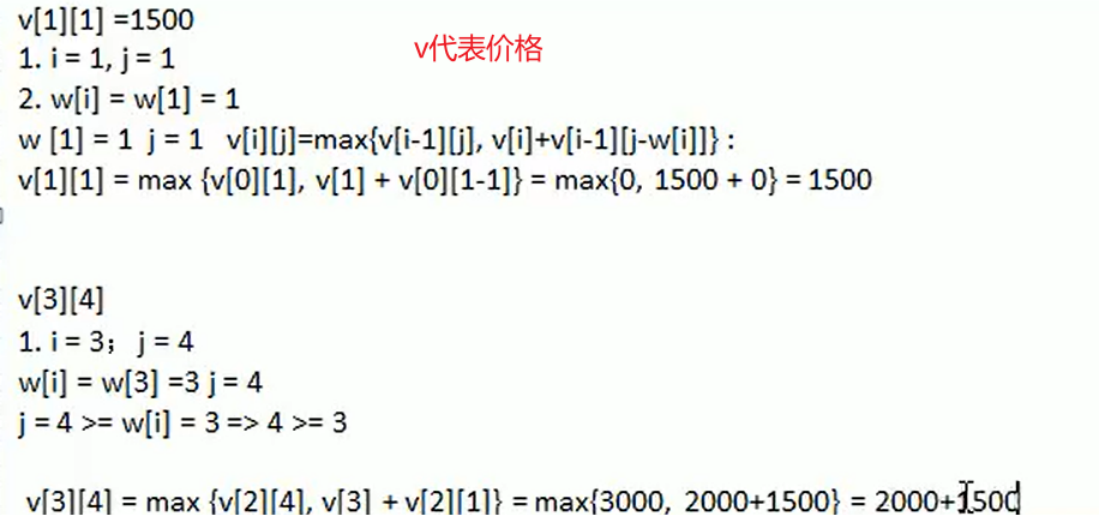 v[1][1] =1500
v代表价格
1. i = 1, j = 1
2. w[i] = w[1] = 1
w [1] = 1 j = 1 v[i][j]=max{v[i-1][j], v[i]+v[i-1][j-w[i]]} :
v[1][1] = max {v[0][1], v[1] + v[0][1-1]} = max{0, 1500 + 0} = 1500
v[3][4]
1. i = 3； j = 4
w[i] = w[3] =3 j = 4
j = 4 >= w[i] = 3 => 4 >= 3
v[3][4] = max {v[2][4], v[3] + v[2][1]} = max{3000, 2000+1500} = 2000+1500